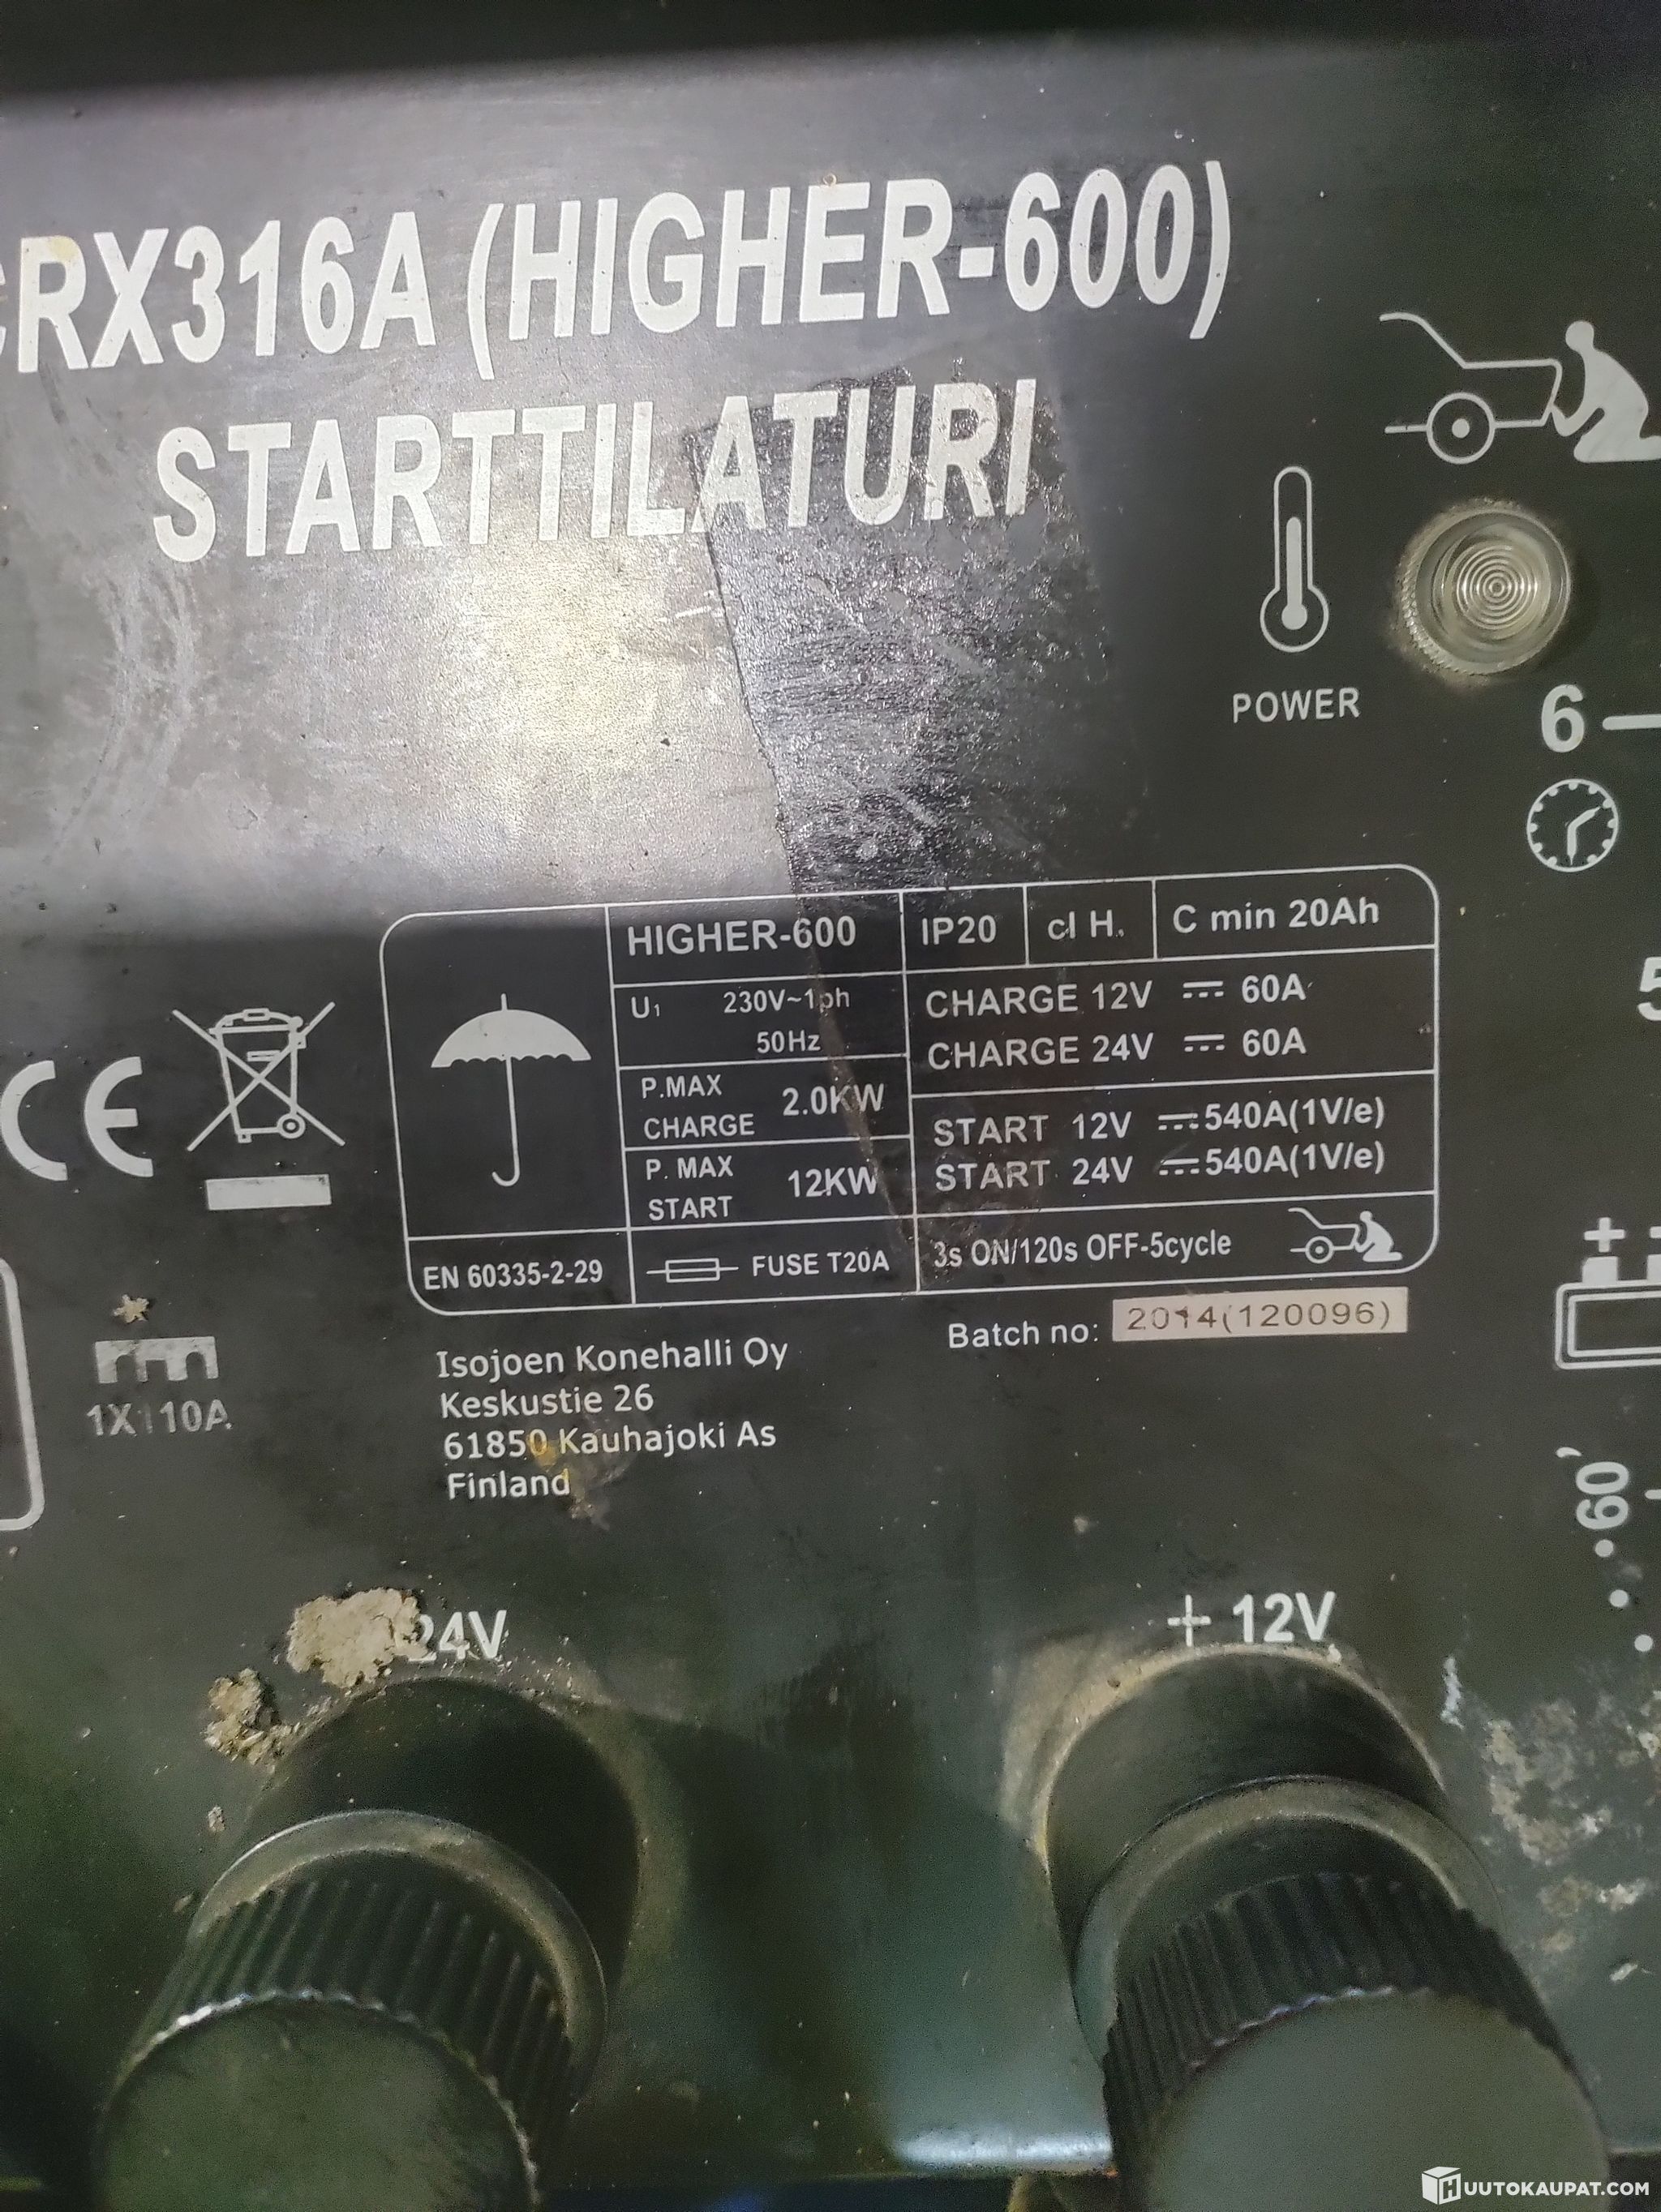 CRX316A (HIGHER-600)
STARTTILATURI
POWER
6
5
HIGHER-600 IP20 cl H. C min 20Ah
U1 230V~1ph
50Hz
CHARGE 12V 60A
CHARGE 24V 60A
P.MAX
CHARGE 2.0KW
P. MAX
START 12KW
START 12V 540A(1V/e)
START 24V 540A(1V/e)
EN 60335-2-29 FUSE T20A 3s ON/120s OFF-5cycle
CE
Batch no: 2014(120096)
1X110A
Isojoen Konehalli Oy
Keskustie 26
61850 Kauhajoki As
Finland
60'
24V
+ 12V
HUUTOKAUPAT.COM